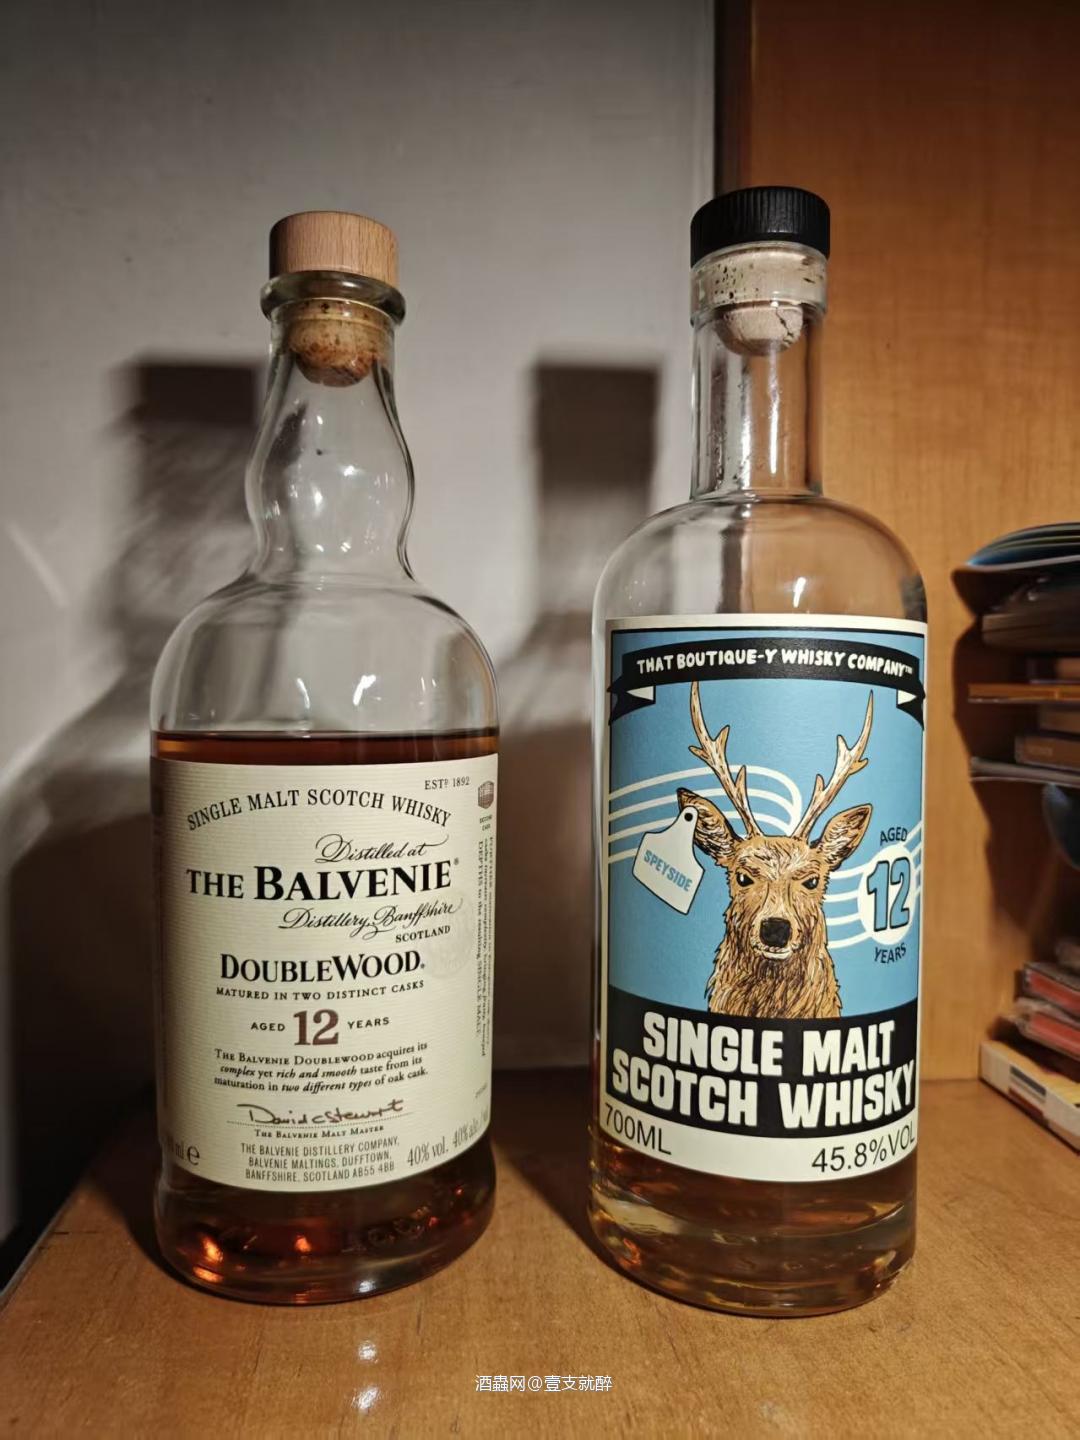 ESTD 1892
SINGLE MALT SCOTCH WHISKY
Distilled at
THE BALVENIE®
Distillery, Banffshire
SCOTLAND
DOUBLEWOOD®
MATURED IN TWO DISTINCT CASKS
AGED 12 YEARS
THE BALVENIE DOUBLEWOOD acquires its
complex yet rich and smooth taste from its
maturation in two different types of oak cask.
David C Stewart
THE BALVENIE MALT MASTER
THE BALVENIE DISTILLERY COMPANY,
BALVENIE MALTINGS, DUFFTOWN,
BANFFSHIRE, SCOTLAND AB55 4BB
ml e
40% vol.
THAT BOUTIQUE-Y WHISKY COMPANY™
SPEYSIDE
AGED
12
YEARS
SINGLE MALT
SCOTCH WHISKY
700ML
45.8%VOL
酒蟲网@壹支就醉